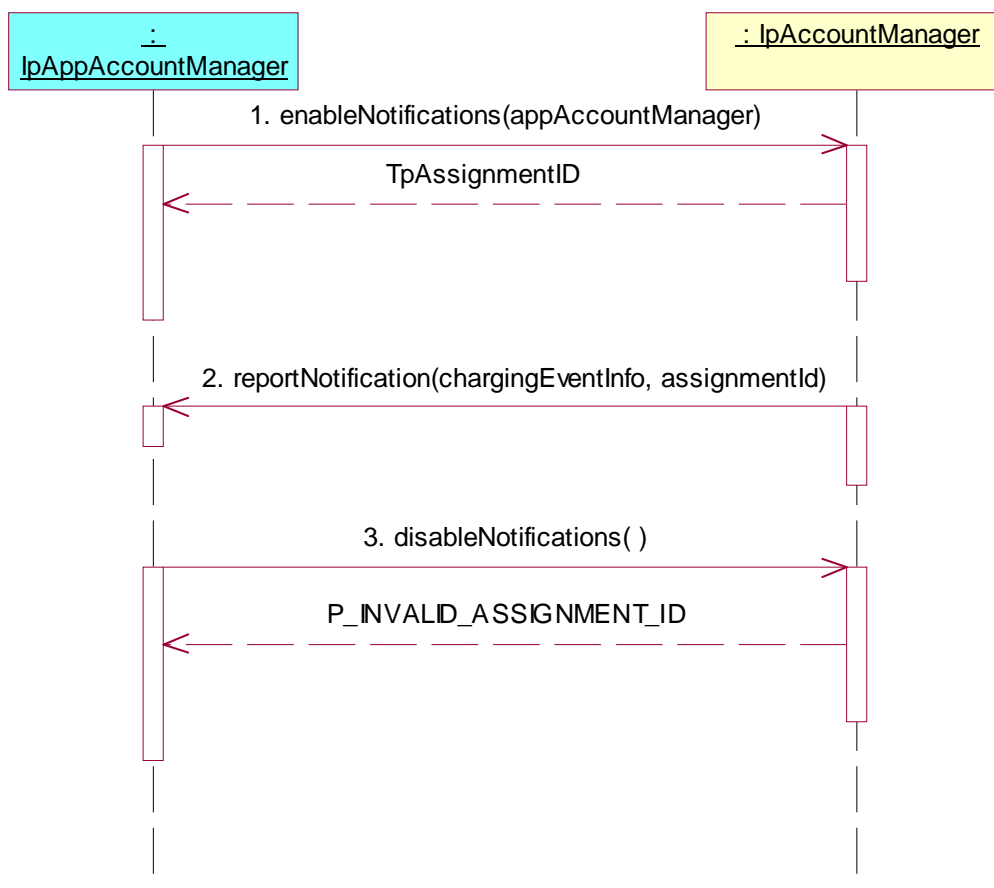 :
IpAppAccountManager
: IpAccountManager
1. enableNotifications(appAccountManager)
TpAssignmentID
2. reportNotification(chargingEventInfo, assignmentId)
3. disableNotifications( )
P_INVALID_ASSIGNMENT_ID